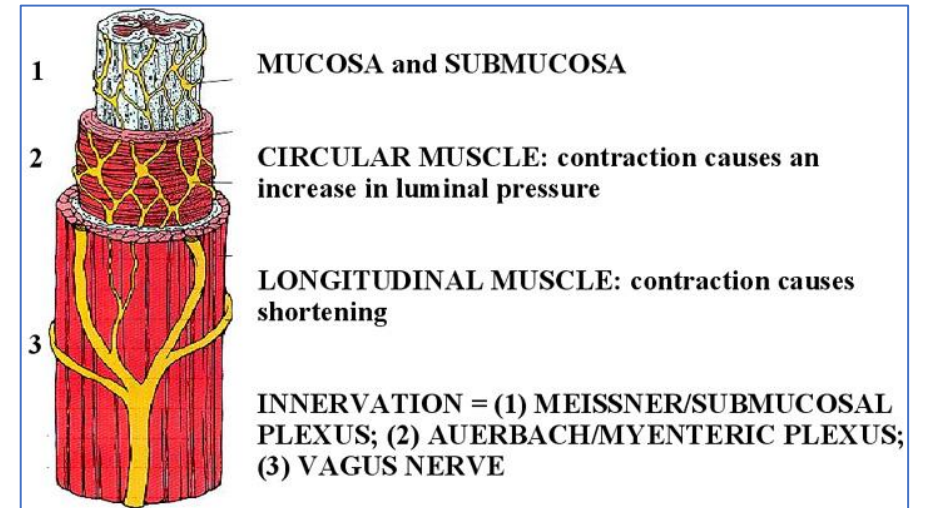 1
MUCOSA and SUBMUCOSA
2
CIRCULAR MUSCLE: contraction causes an
increase in luminal pressure
LONGITUDINAL MUSCLE: contraction causes
shortening
3
INNERVATION = (1) MEISSNER/SUBMUCOSAL
PLEXUS; (2) AUERBACH/MYENTERIC PLEXUS;
(3) VAGUS NERVE